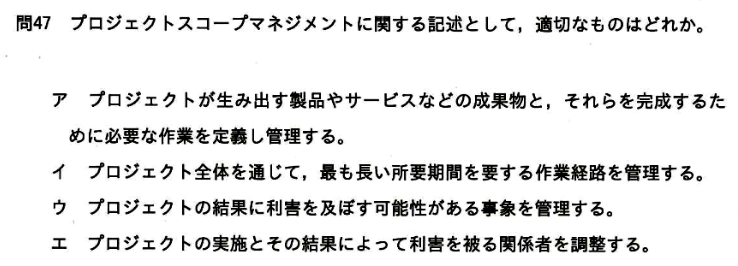 問47 プロジェクトスコープマネジメントに関する記述として，適切なものはどれか。
ア プロジェクトが生み出す製品やサービスなどの成果物と，それらを完成するた
めに必要な作業を定義し管理する。
イ プロジェクト全体を通じて，最も長い所要期間を要する作業経路を管理する。
ウ プロジェクトの結果に利害を及ぼす可能性がある事象を管理する。
エ プロジェクトの実施とその結果によって利害を被る関係者を調整する。